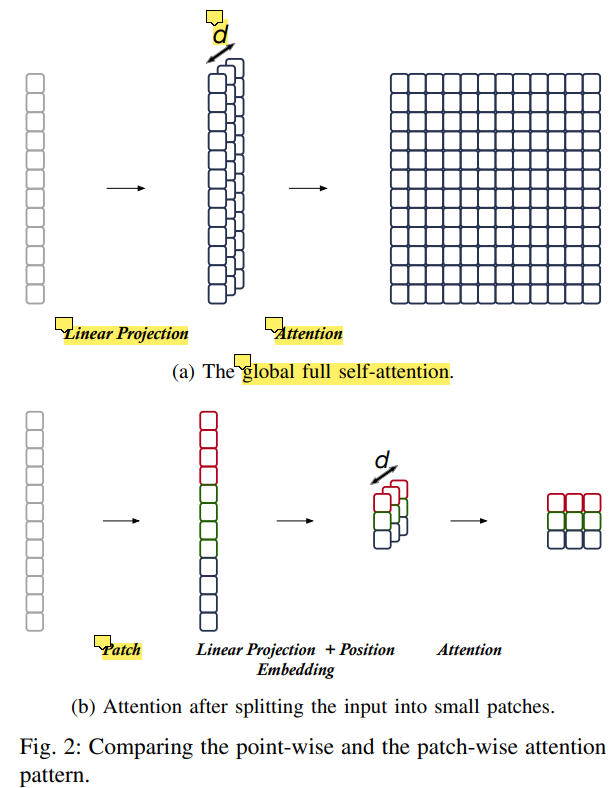 d
Linear Projection Attention
(a) The global full self-attention.
d
Patch Linear Projection + Position Attention
Embedding
(b) Attention after splitting the input into small patches.
Fig. 2: Comparing the point-wise and the patch-wise attention
pattern.